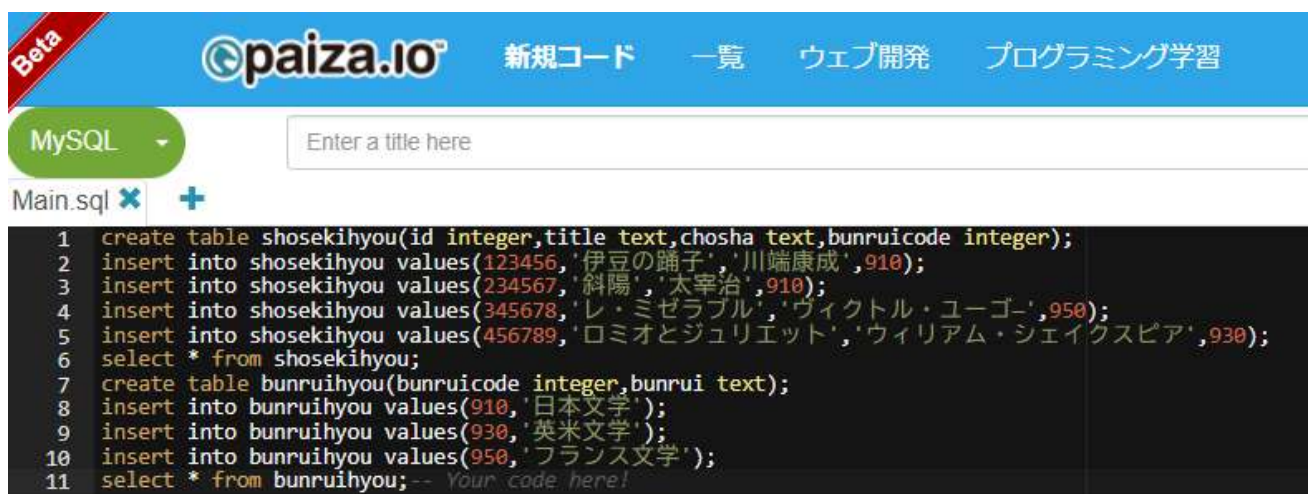 Beta
paiza.IO
新規コード 一覧 ウェブ開発 プログラミング学習
MySQL
Enter a title here
Main.sql
1 create table shosekihyou(id integer,title text,chosha text,bunruicode integer);
2 insert into shosekihyou values(123456,'伊豆の踊子','川端康成',910);
3 insert into shosekihyou values(234567,'斜陽','太宰治',910);
4 insert into shosekihyou values(345678,'レ・ミゼラブル','ヴィクトル・ユーゴ―',950);
5 insert into shosekihyou values(456789,'ロミオとジュリエット','ウィリアム・シェイクスピア',930);
6 select * from shosekihyou;
7 create table bunruihyou(bunruicode integer,bunrui text);
8 insert into bunruihyou values(910,'日本文学');
9 insert into bunruihyou values(930,'英米文学');
10 insert into bunruihyou values(950,'フランス文学');
11 select * from bunruihyou;-- Your code here!